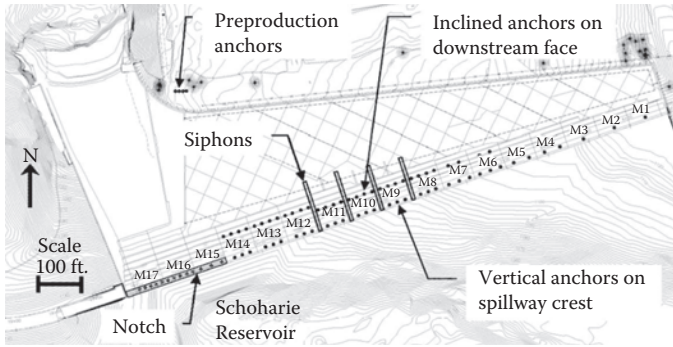 Preproduction
anchors
Inclined anchors on
downstream face
Siphons
N
Scale
100 ft.
M1
M2
M3
M4
M5
M6
M7
M8
M9
M10
M11
M12
M13
M14
M15
M16
M17
Notch
Schoharie
Reservoir
Vertical anchors on
spillway crest